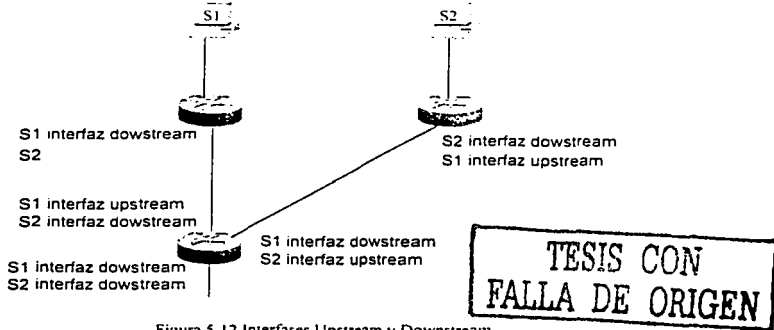 S1
S2
S1 interfaz dowstream
S2
S2 interfaz dowstream
S1 interfaz upstream
S1 interfaz upstream
S2 interfaz dowstream
S1 interfaz dowstream
S2 interfaz upstream
S1 interfaz dowstream
S2 interfaz dowstream
TESIS CON
FALLA DE ORIGEN
Figura 5.12 Interfases Upstream y Downstream